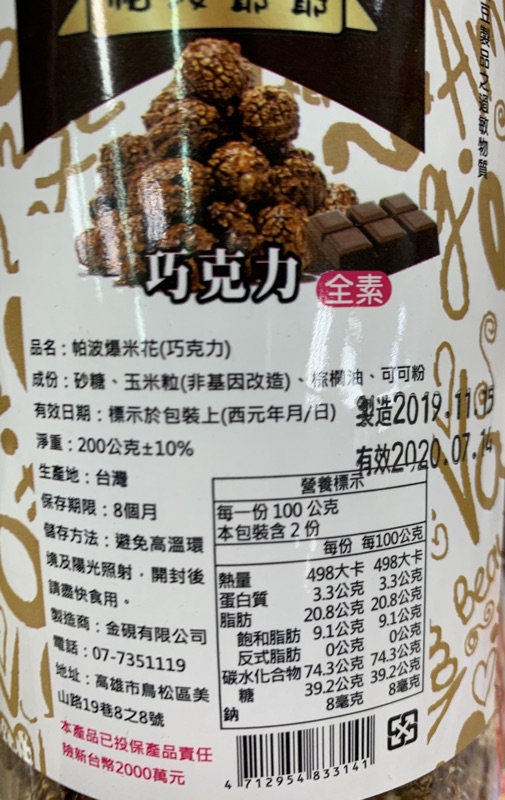 巧克力 全素
豆製品之過敏物質
品名：帕波爆米花(巧克力)
成份：砂糖、玉米粒(非基因改造)、棕櫚油、可可粉
有效日期：標示於包裝上(西元年月/日)
製造2019.11.15
有效2020.07.14
淨重：200公克±10%
生產地：台灣
保存期限：8個月
儲存方法：避免高溫環
境及陽光照射，開封後
請盡快食用。
製造商：金硯有限公司
電話：07-7351119
地址：高雄市鳥松區美
山路19巷8之8號
本產品已投保產品責任
險新台幣2000萬元
營養標示
每一份 100 公克
本包裝含 2 份
每份 每100公克
熱量 498大卡 498大卡
蛋白質 3.3公克 3.3公克
脂肪 20.8公克 20.8公克
飽和脂肪 9.1公克 9.1公克
反式脂肪 0公克 0公克
碳水化合物 74.3公克 74.3公克
糖 39.2公克 39.2公克
鈉 8毫克 8毫克
4 712954 833141